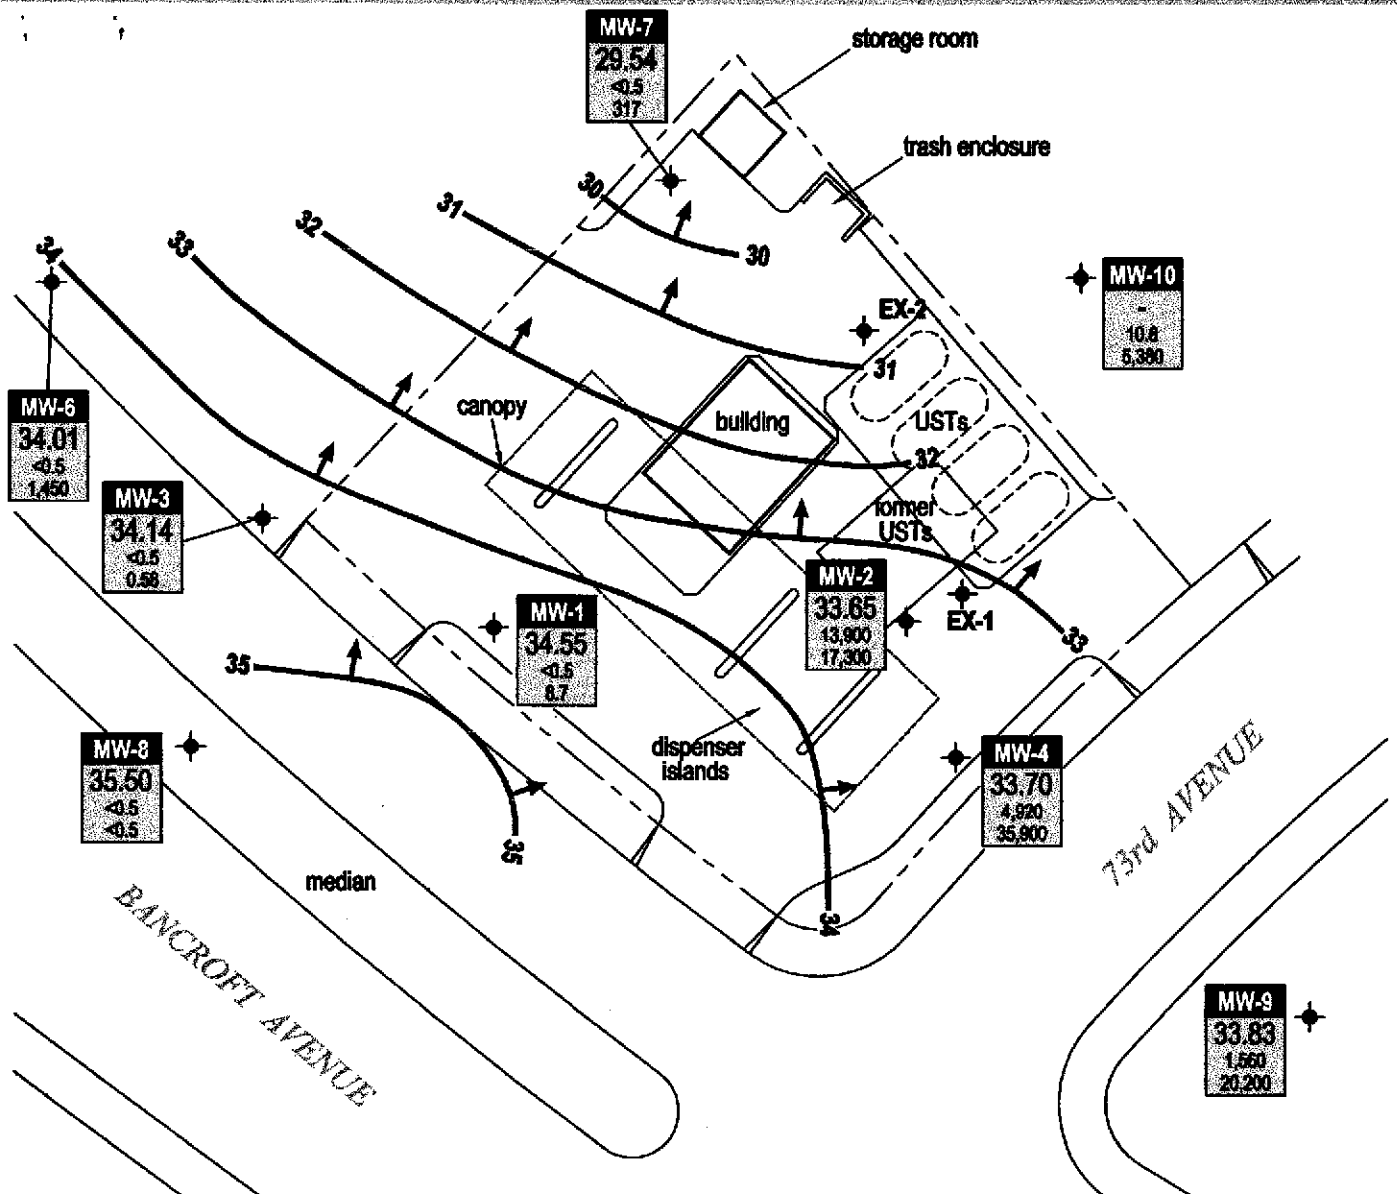 MW-7
29.54
<0.5
317
storage room
trash enclosure
30
30
31
31
32
32
33
33
34
34
35
35
MW-10
-
10.8
5,380
EX-2
MW-6
34.01
<0.5
1,450
canopy
building
USTs
MW-3
34.14
<0.5
0.58
former
USTs
MW-2
33.65
13,900
17,300
EX-1
MW-1
34.55
<0.5
8.7
MW-8
35.50
<0.5
<0.5
dispenser
islands
MW-4
33.70
4,920
35,900
73rd AVENUE
median
BANCROFT AVENUE
MW-9
33.83
1,560
20,200